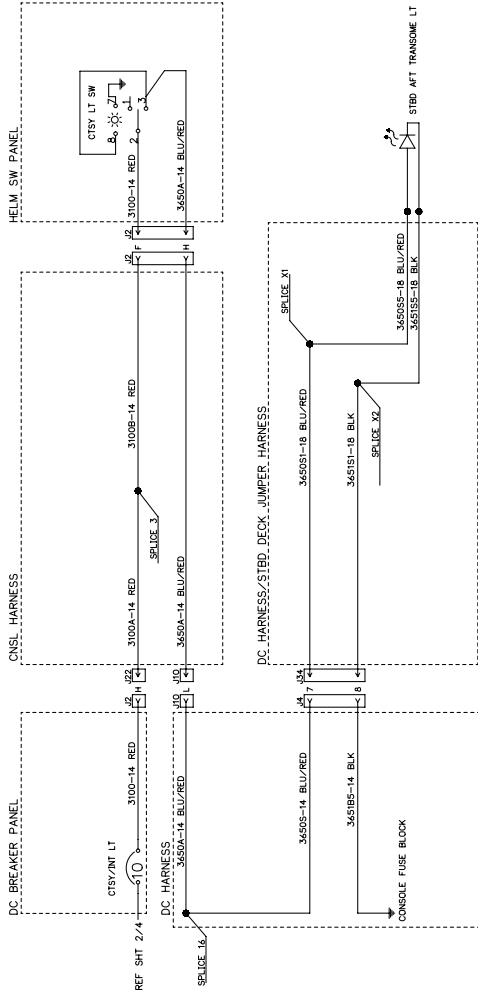 DC BREAKER PANEL
REF SHT 2/4
CTSY/INT LT
10
3100-14 RED
J2
H
J22
CNSL HARNESS
3100A-14 RED
SPLICE 3
3100B-14 RED
J2
F
J2
HELM SW PANEL
3100-14 RED
CTSY LT SW
8
7
2
1
3
DC HARNESS
SPLICE 16
3650A-14 BLU/RED
J10
L
J10
3650A-14 BLU/RED
H
3650A-14 BLU/RED
3650S-14 BLU/RED
J4
7
J34
DC HARNESS/STBD DECK JUMPER HARNESS
3650S1-18 BLU/RED
SPLICE X1
3650S5-18 BLU/RED
CONSOLE FUSE BLOCK
3651B5-14 BLK
8
3651S1-18 BLK
SPLICE X2
3651S5-18 BLK
STBD AFT TRANSOME LT